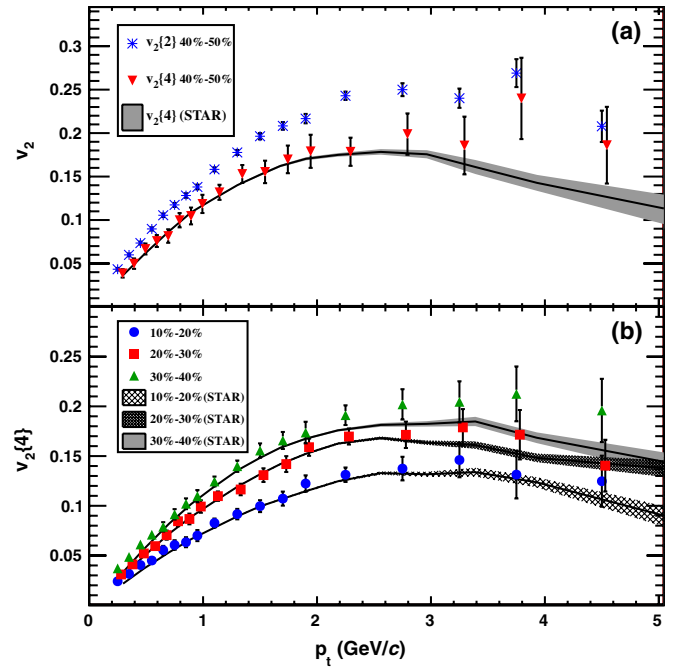 (a)
v₂{2} 40%-50%
v₂{4} 40%-50%
v₂{4} (STAR)
0.3
0.25
0.2
0.15
0.1
0.05
v₂
(b)
10%-20%
20%-30%
30%-40%
10%-20%(STAR)
20%-30%(STAR)
30%-40%(STAR)
0.25
0.2
0.15
0.1
0.05
v₂{4}
0 1 2 3 4 5
pₜ (GeV/c)